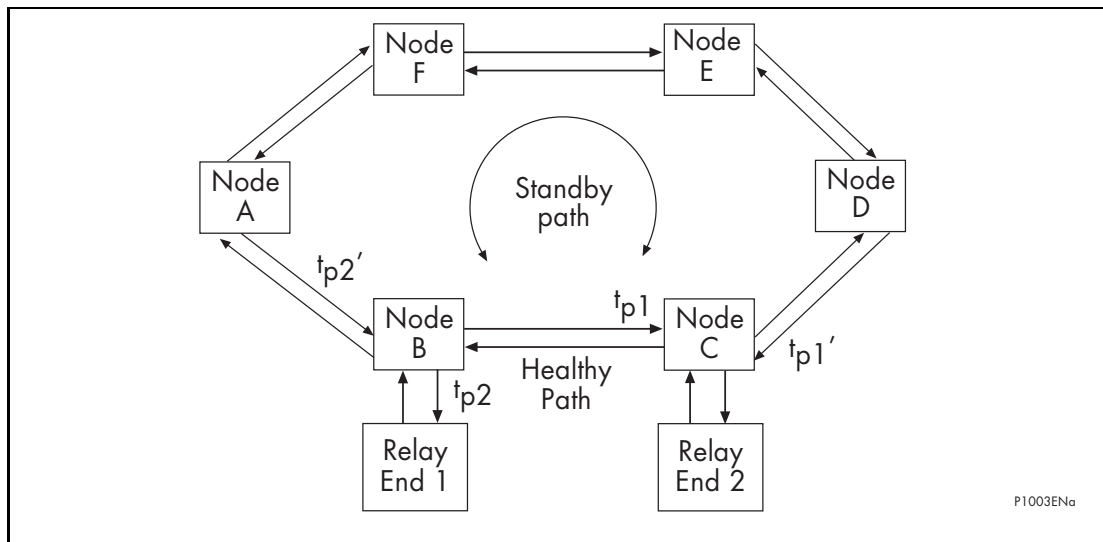 Node
F
Node
E
Node
A
Standby
path
Node
D
tp2'
Node
B
tp1
Node
C
tp1'
Healthy
Path
tp2
Relay
End 1
Relay
End 2
P1003ENa